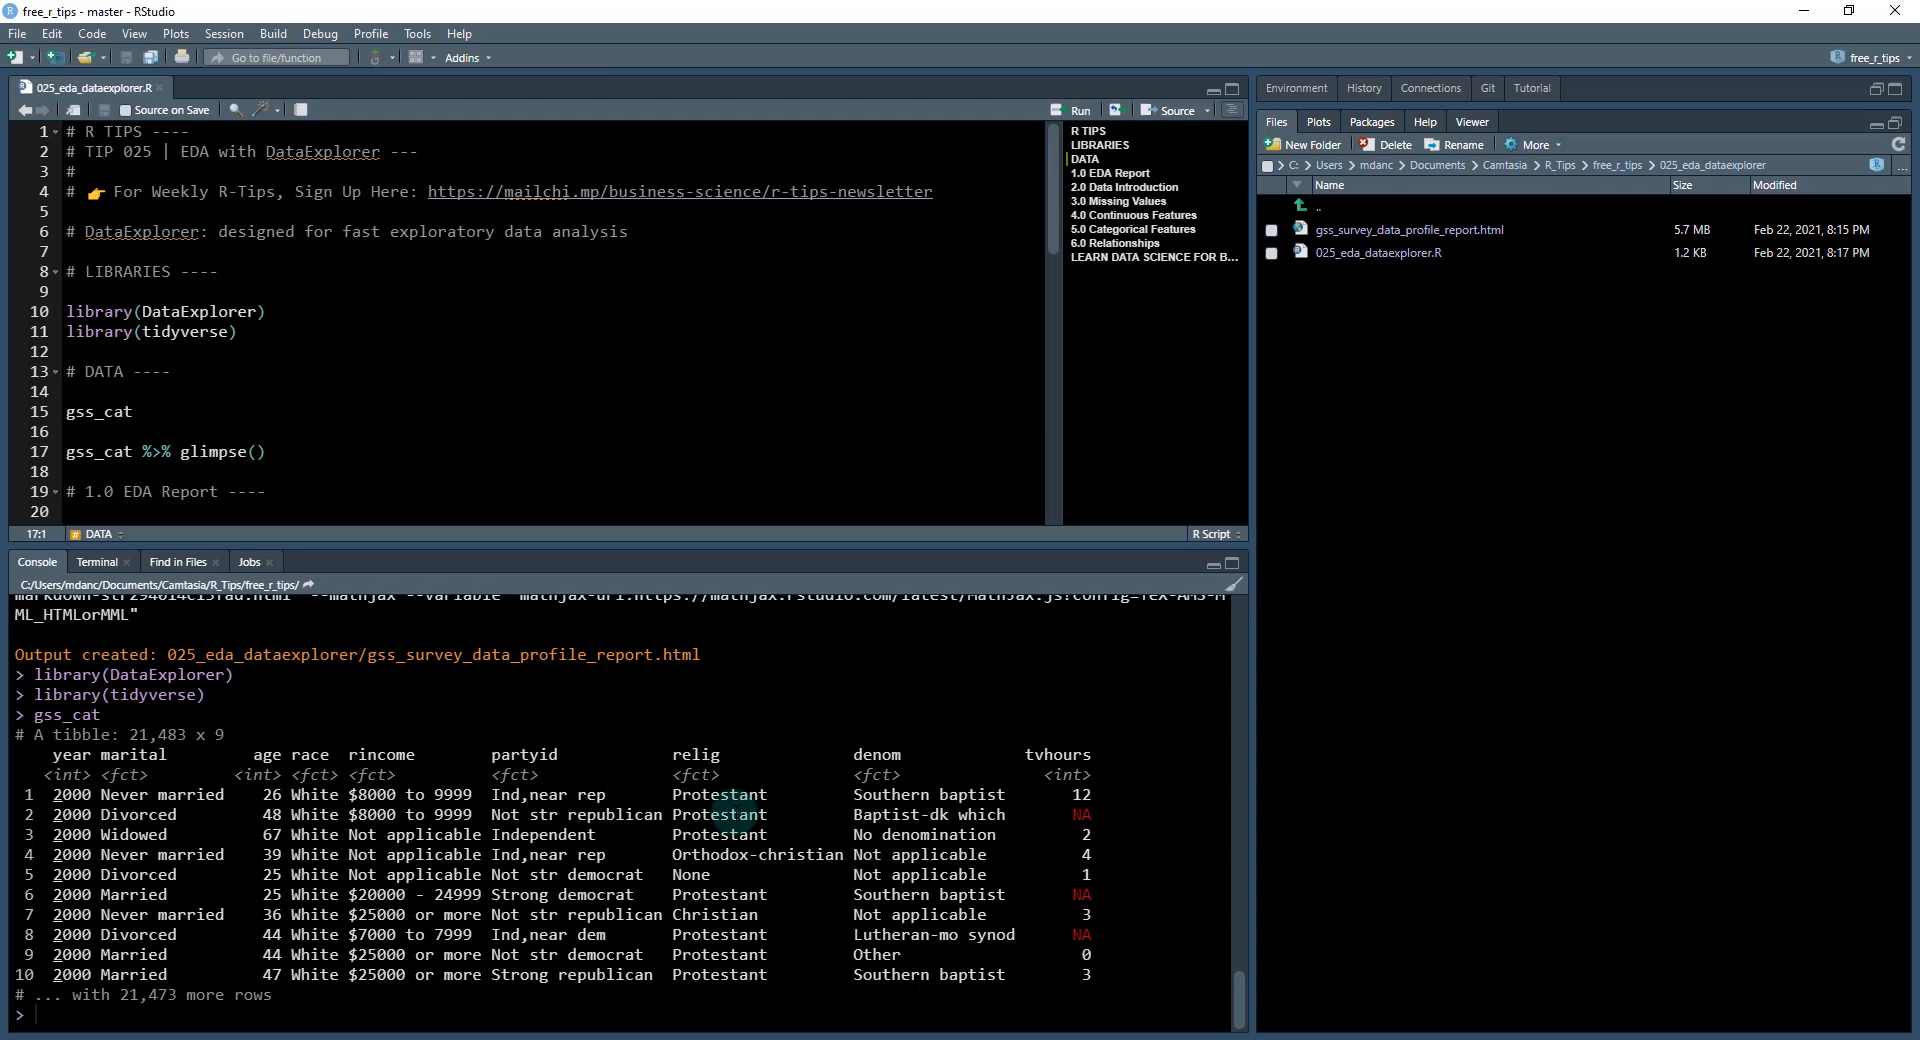 free_r_tips - master - RStudio
File Edit Code View Plots Session Build Debug Profile Tools Help
Go to file/function Addins free_r_tips
025_eda_dataexplorer.R
Source on Save Run Source
1 # R TIPS ----
2 # TIP 025 | EDA with DataExplorer ---
3 #
4 # 👉 For Weekly R-Tips, Sign Up Here: https://mailchi.mp/business-science/r-tips-newsletter
5
6 # DataExplorer: designed for fast exploratory data analysis
7
8 # LIBRARIES ----
9
10 library(DataExplorer)
11 library(tidyverse)
12
13 # DATA ----
14
15 gss_cat
16
17 gss_cat %>% glimpse()
18
19 # 1.0 EDA Report ----
20
17:1 # DATA R Script
R TIPS
LIBRARIES
DATA
1.0 EDA Report
2.0 Data Introduction
3.0 Missing Values
4.0 Continuous Features
5.0 Categorical Features
6.0 Relationships
LEARN DATA SCIENCE FOR B...
Console Terminal Find in Files Jobs
C:/Users/mdanc/Documents/Camtasia/R_Tips/free_r_tips/
ML_HTMLorMML"
Output created: 025_eda_dataexplorer/gss_survey_data_profile_report.html
> library(DataExplorer)
> library(tidyverse)
> gss_cat
# A tibble: 21,483 x 9
year marital age race rincome partyid relig denom tvhours
<int> <fct> <int> <fct> <fct> <fct> <fct> <fct> <int>
1 2000 Never married 26 White $8000 to 9999 Ind,near rep Protestant Southern baptist 12
2 2000 Divorced 48 White $8000 to 9999 Not str republican Protestant Baptist-dk which NA
3 2000 Widowed 67 White Not applicable Independent Protestant No denomination 2
4 2000 Never married 39 White Not applicable Ind,near rep Orthodox-christian Not applicable 4
5 2000 Divorced 25 White Not applicable Not str democrat None Not applicable 1
6 2000 Married 25 White $20000 - 24999 Strong democrat Protestant Southern baptist NA
7 2000 Never married 36 White $25000 or more Not str republican Christian Not applicable 3
8 2000 Divorced 44 White $7000 to 7999 Ind,near dem Protestant Lutheran-mo synod NA
9 2000 Married 44 White $25000 or more Not str democrat Protestant Other 0
10 2000 Married 47 White $25000 or more Strong republican Protestant Southern baptist 3
# ... with 21,473 more rows
>
Environment History Connections Git Tutorial
Files Plots Packages Help Viewer
New Folder Delete Rename More
C: > Users > mdanc > Documents > Camtasia > R_Tips > free_r_tips > 025_eda_dataexplorer ...
Name Size Modified
..
gss_survey_data_profile_report.html 5.7 MB Feb 22, 2021, 8:15 PM
025_eda_dataexplorer.R 1.2 KB Feb 22, 2021, 8:17 PM